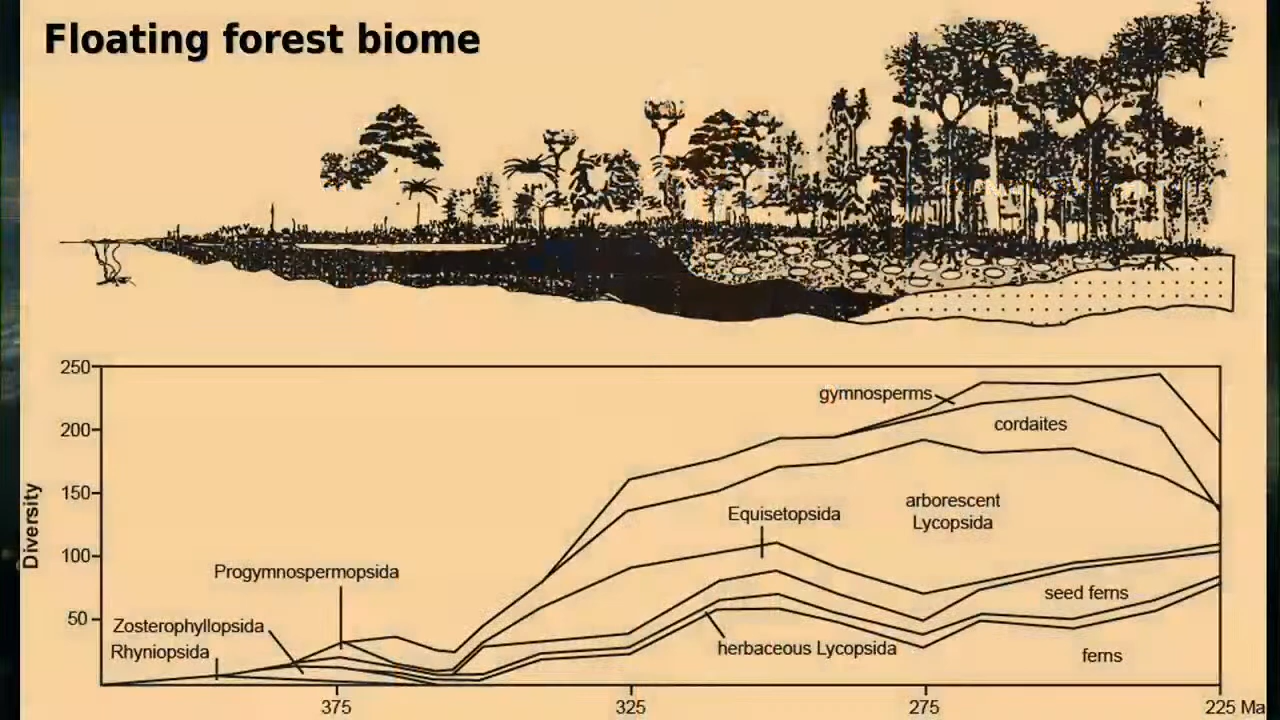 Floating forest biome
250
200
150
100
50
Diversity
gymnosperms
cordaites
arborescent
Lycopsida
Equisetopsida
Progymnospermopsida
seed ferns
Zosterophyllopsida
Rhyniopsida
herbaceous Lycopsida
ferns
375
325
275
225 Ma